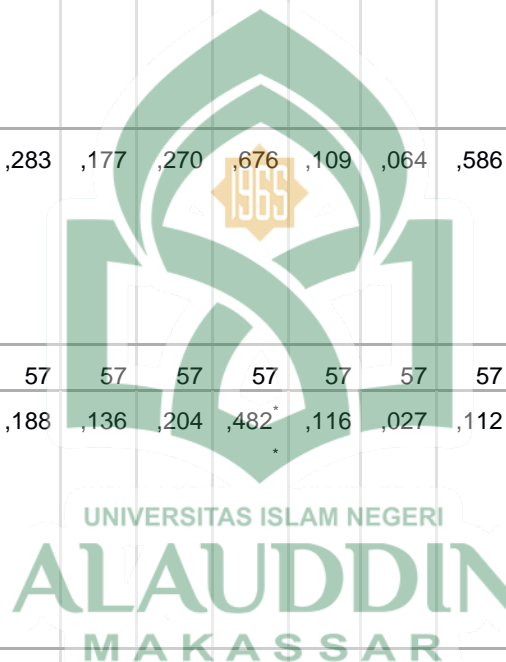 ,283 ,177 ,270 ,676 ,109 ,064 ,586
1965
57 57 57 57 57 57 57
,188 ,136 ,204 ,482* ,116 ,027 ,112
*
UNIVERSITAS ISLAM NEGERI
ALAUDDIN
MAKASSAR